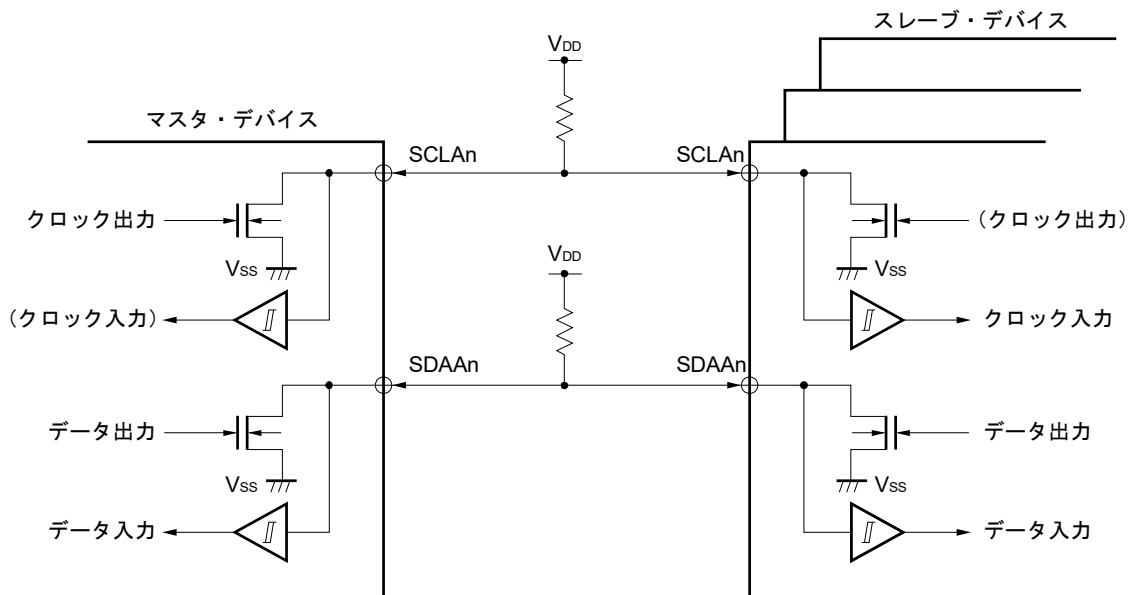 スレーブ・デバイス
VDD
マスタ・デバイス
SCLAn
SCLAn
クロック出力
(クロック出力)
VSS
VDD
VSS
(クロック入力)
クロック入力
SDAAn
SDAAn
データ出力
データ出力
VSS
VSS
データ入力
データ入力